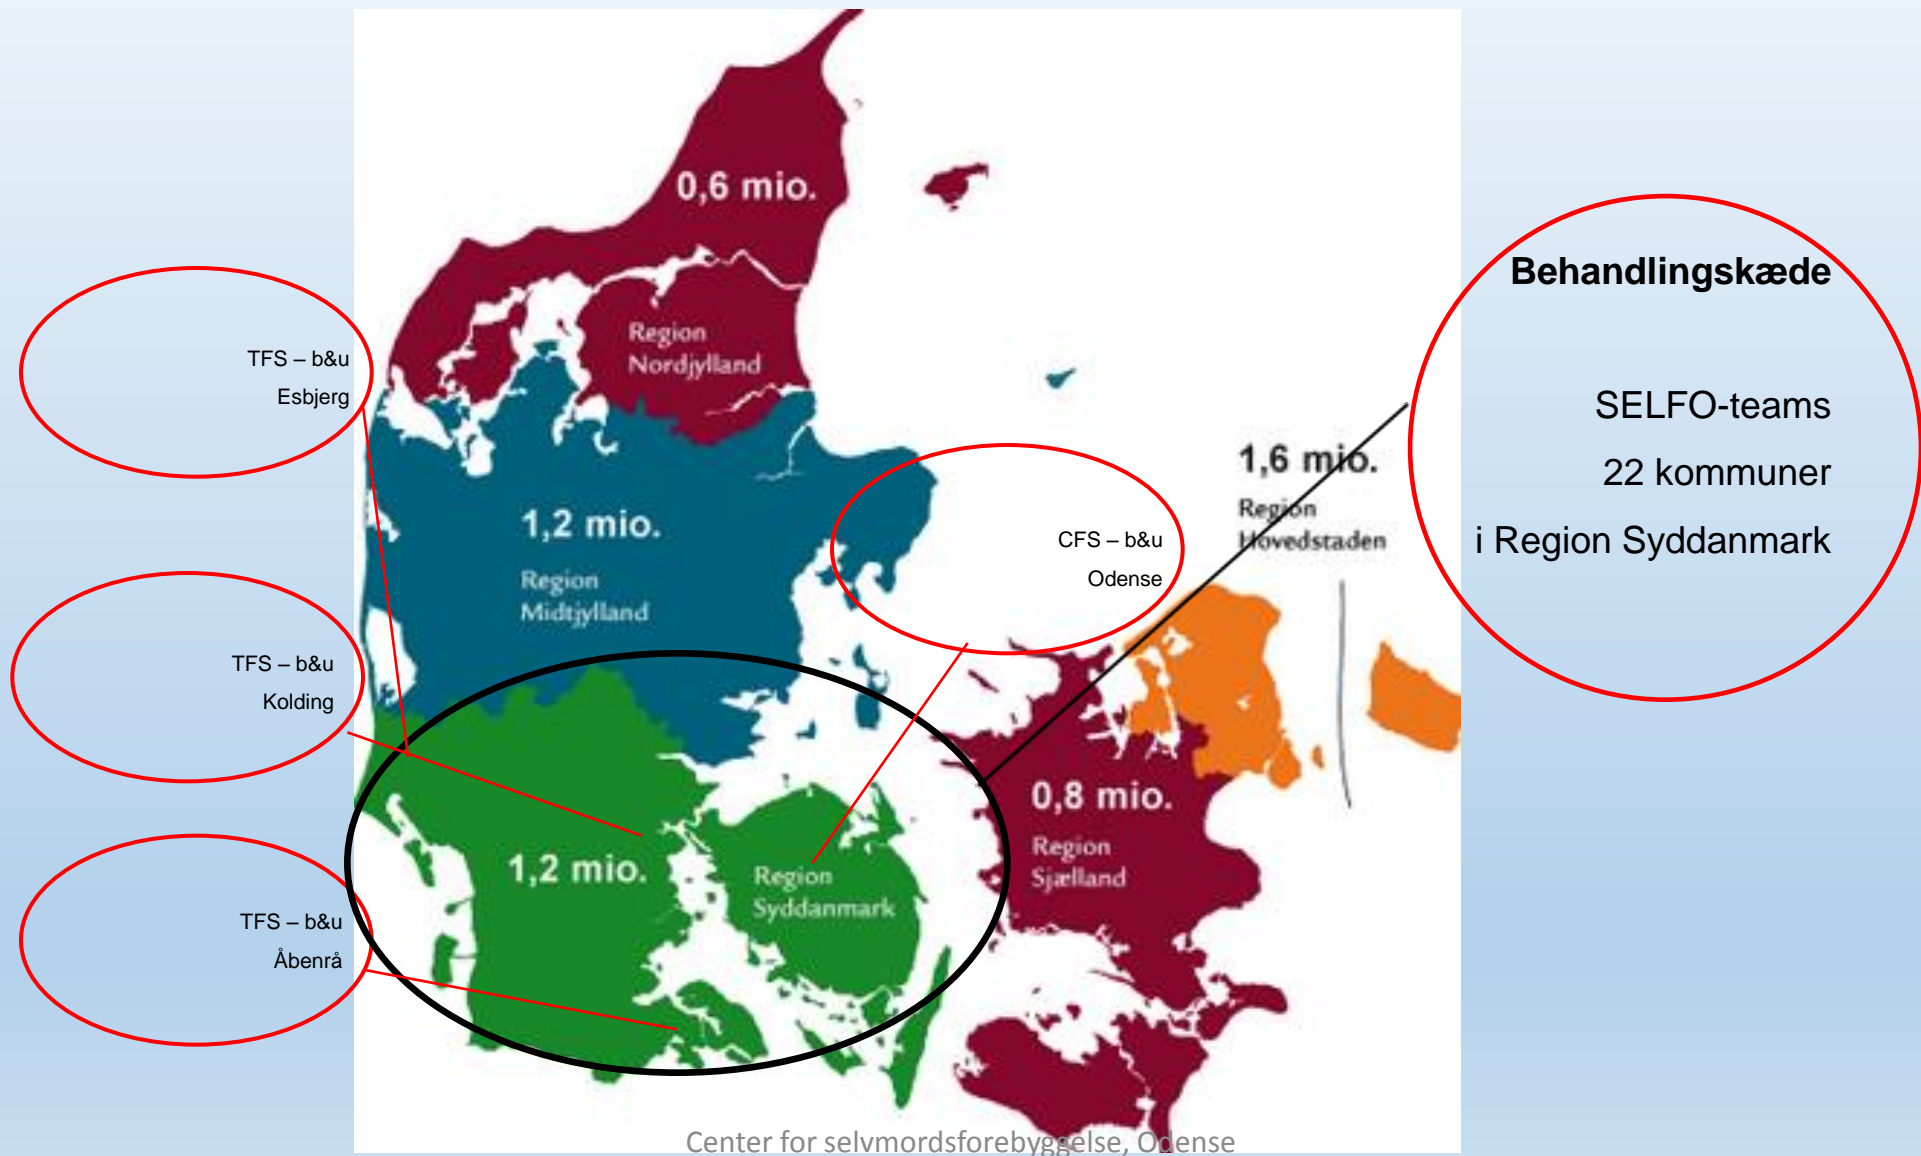 0,6 mio.
Region
Nordjylland
TFS – b&u
Esbjerg
1,2 mio.
Region
Midtjylland
CFS – b&u
Odense
1,6 mio.
Region
Hovedstaden
Behandlingskæde
SELFO-teams
22 kommuner
i Region Syddanmark
TFS – b&u
Kolding
1,2 mio.
Region
Syddanmark
0,8 mio.
Region
Sjælland
TFS – b&u
Åbenrå
Center for selvmordsforebyggelse, Odense